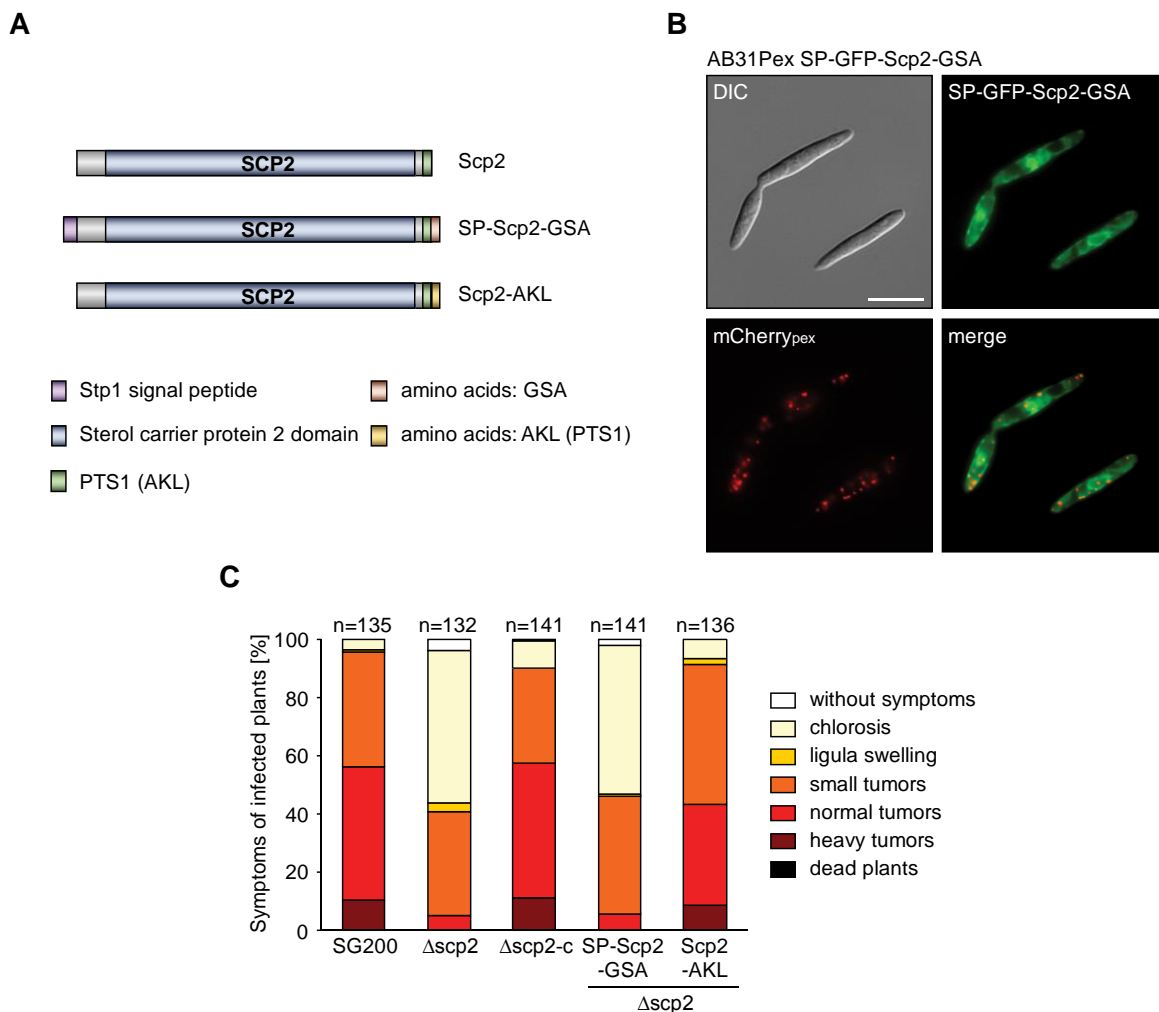 A
SCP2
Scp2
SCP2
SP-Scp2-GSA
SCP2
Scp2-AKL
Stp1 signal peptide
amino acids: GSA
Sterol carrier protein 2 domain
amino acids: AKL (PTS1)
PTS1 (AKL)
B
AB31Pex SP-GFP-Scp2-GSA
DIC
SP-GFP-Scp2-GSA
mCherrypex
merge
C
n=135
n=132
n=141
n=141
n=136
Symptoms of infected plants [%]
100
80
60
40
20
0
SG200
Δscp2
Δscp2-c
SP-Scp2
-GSA
Scp2
-AKL
Δscp2
without symptoms
chlorosis
ligula swelling
small tumors
normal tumors
heavy tumors
dead plants